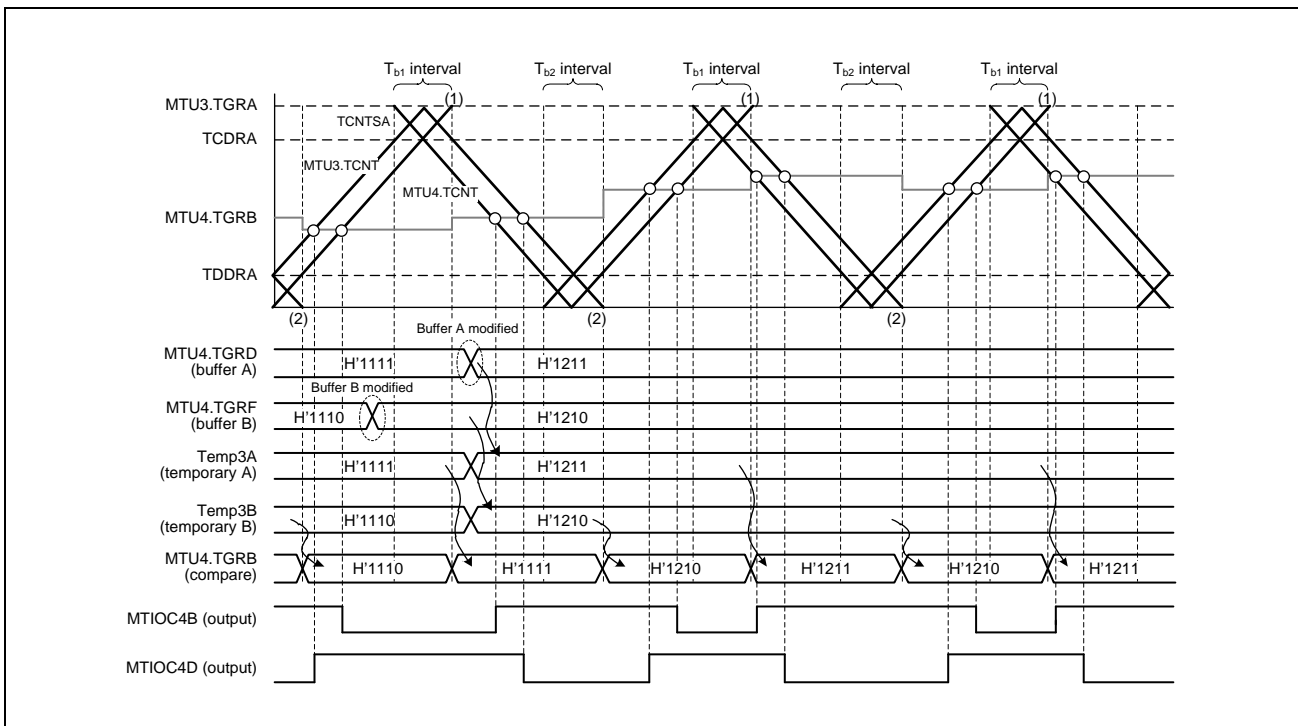 Tb1 interval Tb2 interval Tb1 interval Tb2 interval Tb1 interval
MTU3.TGRA (1) (1) (1)
TCNTSA
TCDRA
MTU3.TCNT
MTU4.TCNT
MTU4.TGRB
TDDRA
(2) (2) (2)
Buffer A modified
MTU4.TGRD
(buffer A)
H'1111 H'1211
Buffer B modified
MTU4.TGRF
(buffer B)
H'1110 H'1210
Temp3A
(temporary A)
H'1111 H'1211
Temp3B
(temporary B)
H'1110 H'1210
MTU4.TGRB
(compare)
H'1110 H'1111 H'1210 H'1211 H'1210 H'1211
MTIOC4B (output)
MTIOC4D (output)